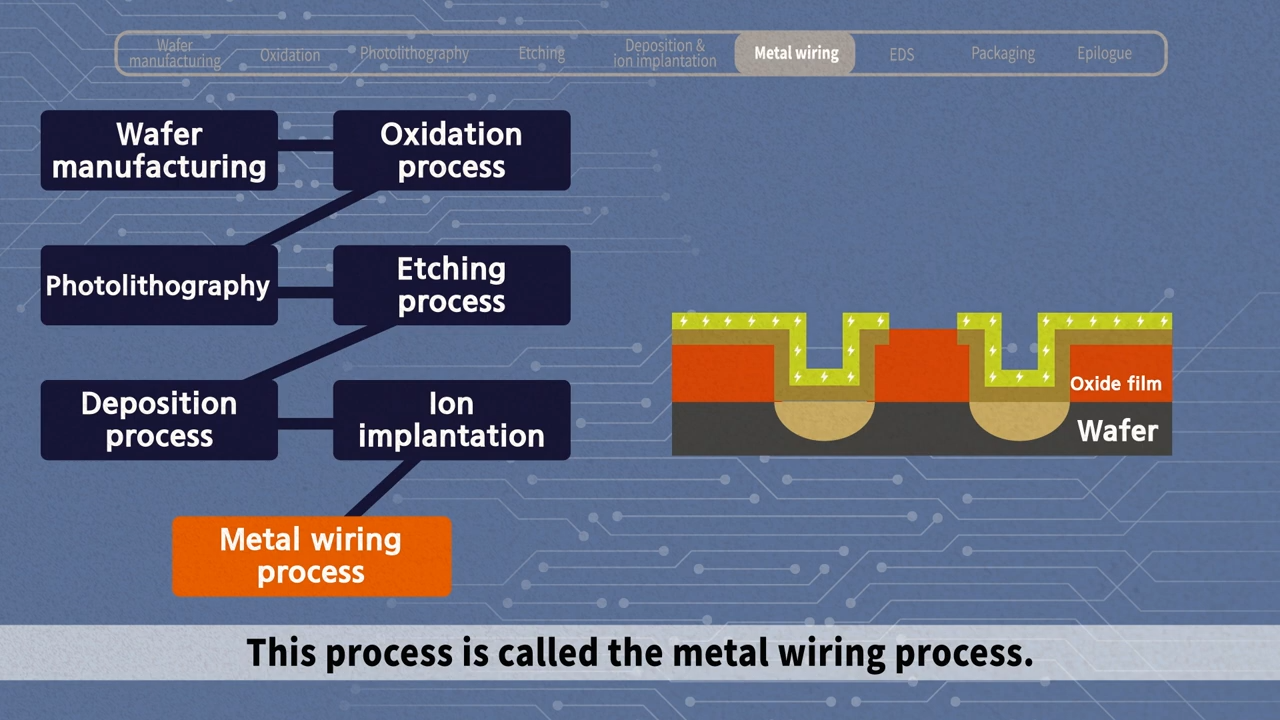 Wafer
manufacturing
Oxidation
Photolithography
Etching
Deposition &
ion implantation
Metal wiring
EDS
Packaging
Epilogue
Wafer
manufacturing
Oxidation
process
Photolithography
Etching
process
Deposition
process
Ion
implantation
Metal wiring
process
Oxide film
Wafer
This process is called the metal wiring process.